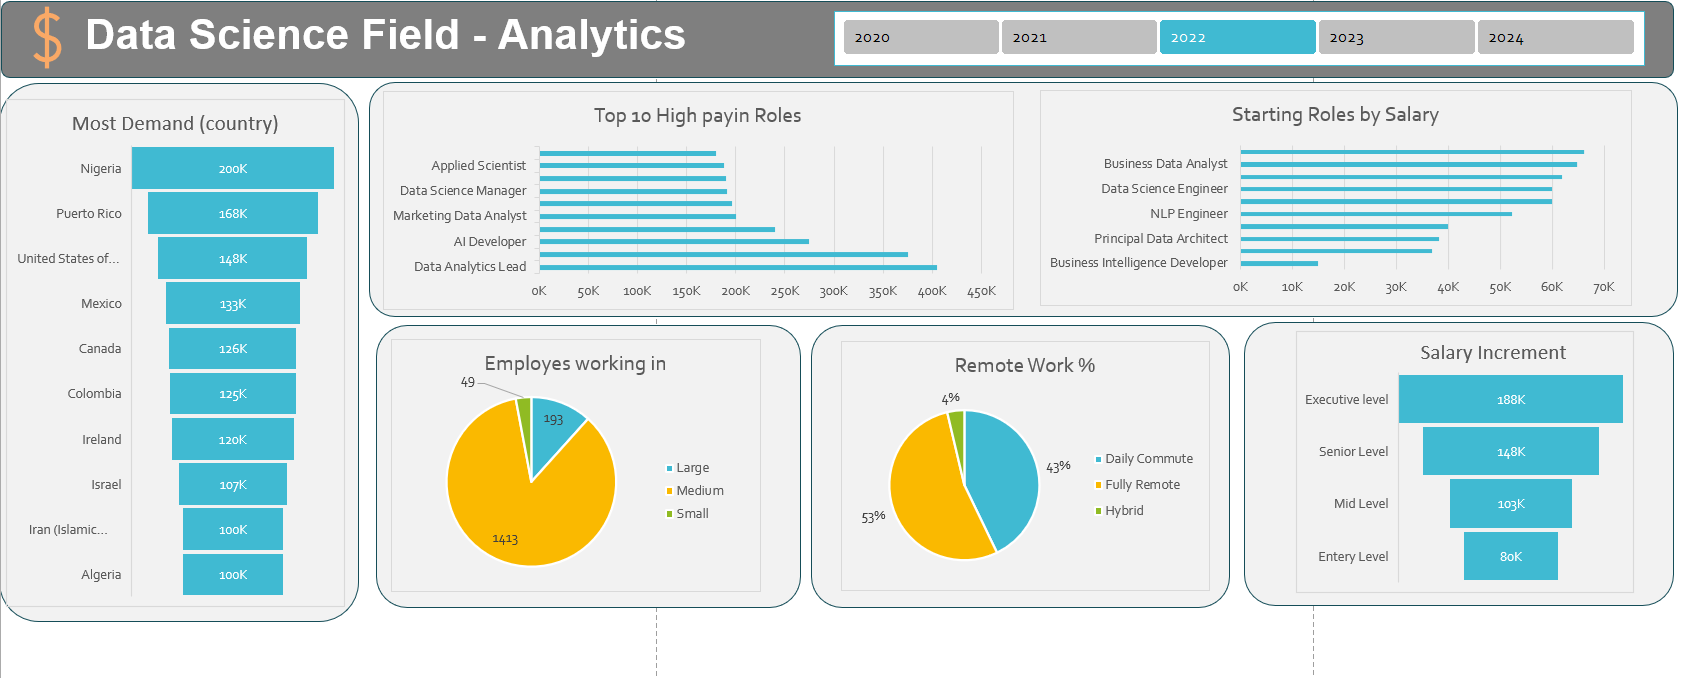 Data Science Field - Analytics
2020
2021
2022
2023
2024
Most Demand (country)
Nigeria
200K
Puerto Rico
168K
United States of...
148K
Mexico
133K
Canada
126K
Colombia
125K
Ireland
120K
Israel
107K
Iran (Islamic...
100K
Algeria
100K
Top 10 High payin Roles
Applied Scientist
Data Science Manager
Marketing Data Analyst
AI Developer
Data Analytics Lead
0K 50K 100K 150K 200K 250K 300K 350K 400K 450K
Starting Roles by Salary
Business Data Analyst
Data Science Engineer
NLP Engineer
Principal Data Architect
Business Intelligence Developer
0K 10K 20K 30K 40K 50K 60K 70K
Employes working in
49
193
1413
Large
Medium
Small
Remote Work %
4%
43%
53%
Daily Commute
Fully Remote
Hybrid
Salary Increment
Executive level
188K
Senior Level
148K
Mid Level
103K
Entery Level
80K